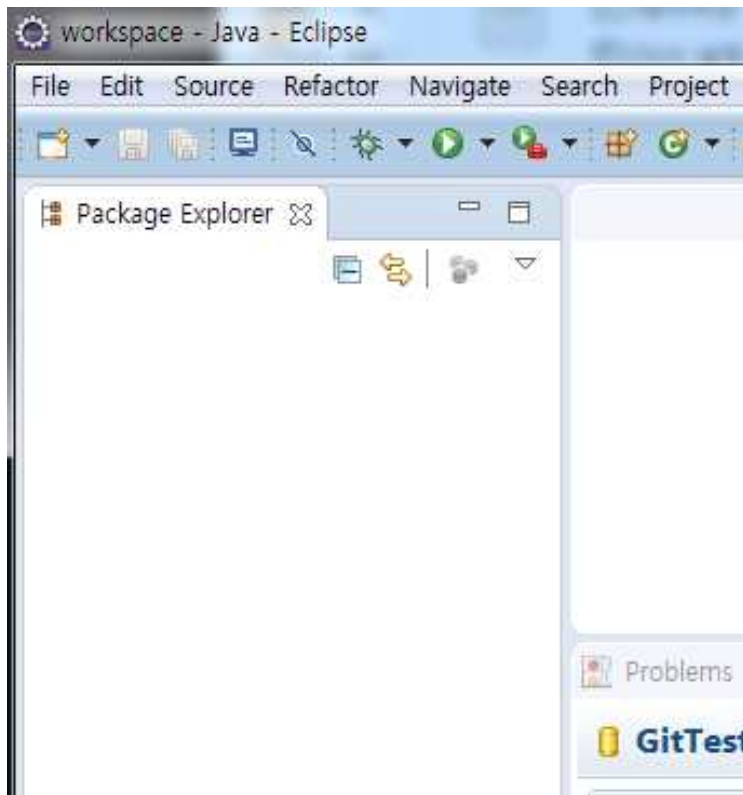 workspace - Java - Eclipse
File Edit Source Refactor Navigate Search Project
Package Explorer
Problems
GitTest